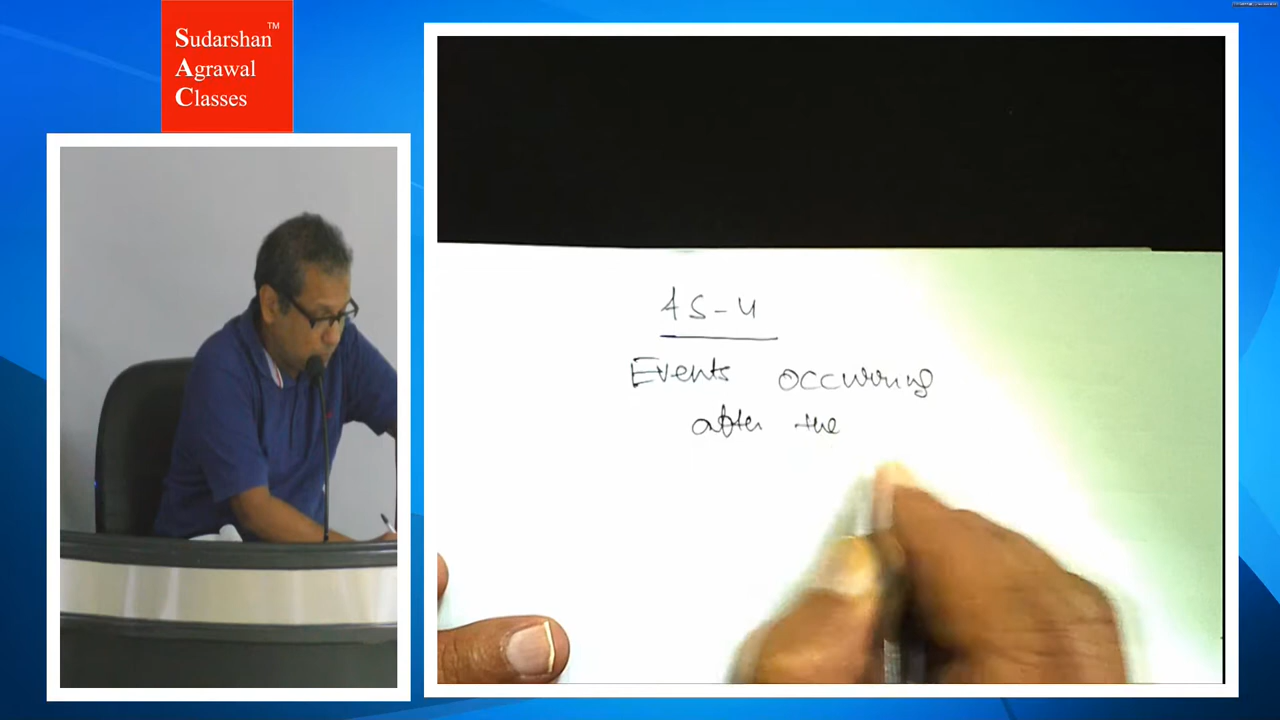 Sudarshan™
Agrawal
Classes
AS-4
Events occurring
after the